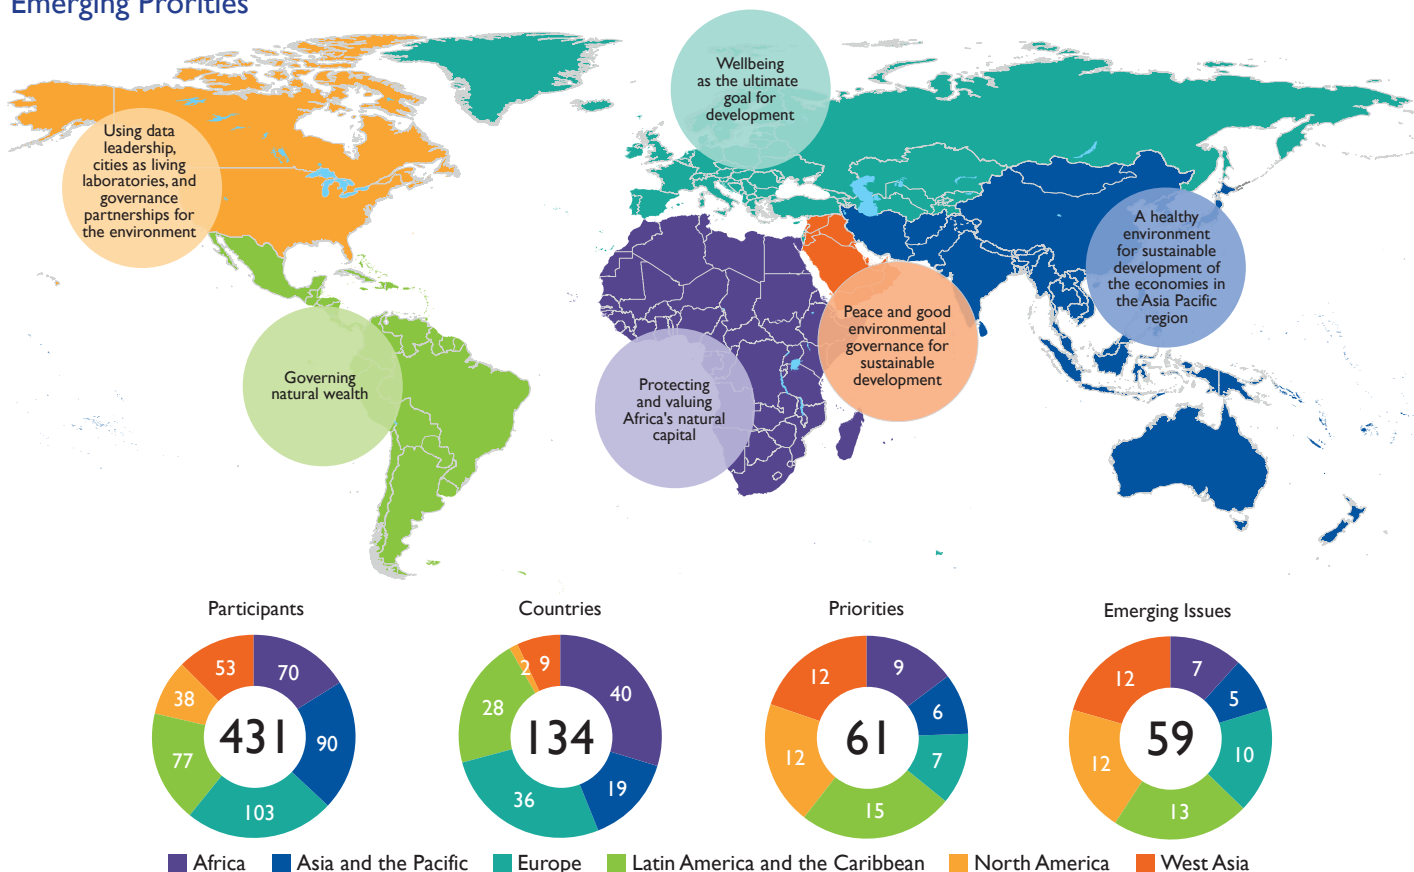 Emerging Prorities
Wellbeing
as the ultimate
goal for
development
Using data
leadership,
cities as living
laboratories, and
governance
partnerships for
the environment
A healthy
environment
for sustainable
development of
the economies in
the Asia Pacific
region
Peace and good
environmental
governance for
sustainable
development
Governing
natural wealth
Protecting
and valuing
Africa's natural
capital
Participants
53
70
38
431
90
77
103
Countries
2
9
40
28
134
19
36
Priorities
12
9
6
61
12
7
15
Emerging Issues
12
7
5
59
10
12
13
Africa
Asia and the Pacific
Europe
Latin America and the Caribbean
North America
West Asia